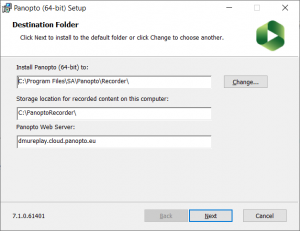 Panopto (64-bit) Setup
Destination Folder
Click Next to install to the default folder or click Change to choose another.
Install Panopto (64-bit) to:
C:\Program Files\SA\Panopto\Recorder\
Change...
Storage location for recorded content on this computer:
C:\PanoptoRecorder\
Panopto Web Server:
dmureplay.cloud.panopto.eu
7.1.0.61401
Back
Next
Cancel